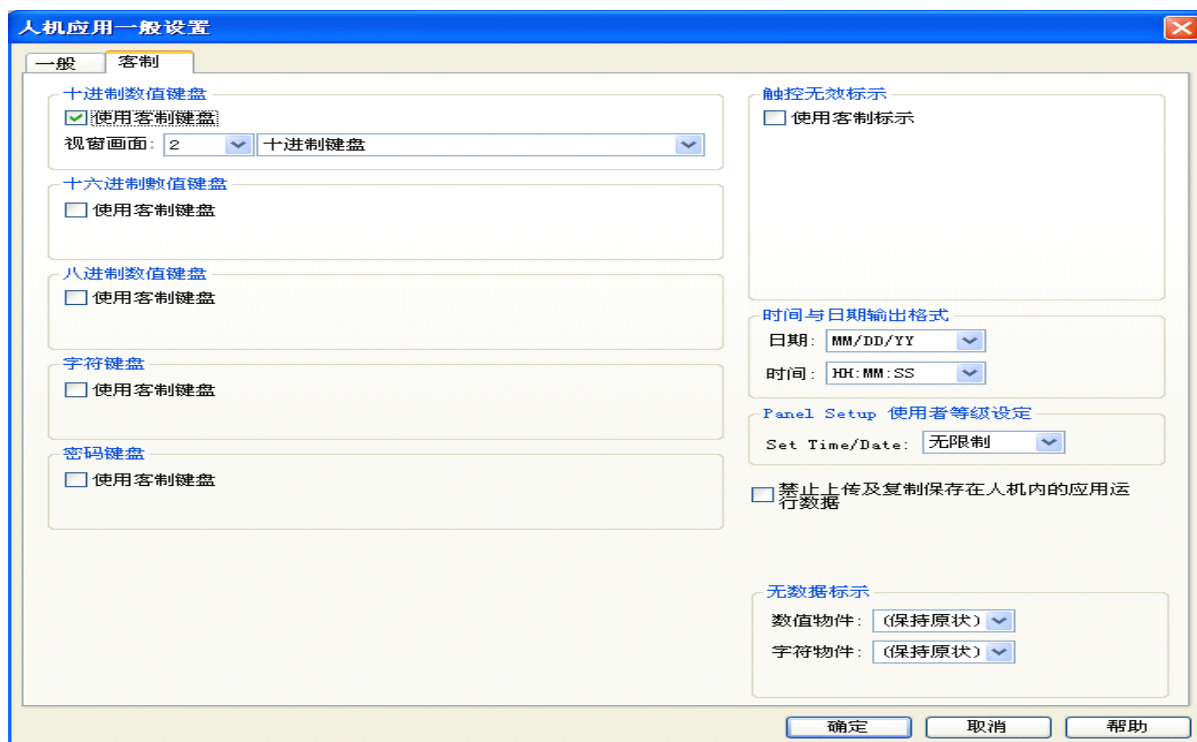 人机应用一般设置
一般
客制
十进制数值键盘
使用客制键盘
视窗画面: 2 十进制键盘
十六进制數值键盘
使用客制键盘
八进制数值键盘
使用客制键盘
字符键盘
使用客制键盘
密码键盘
使用客制键盘
触控无效标示
使用客制标示
时间与日期输出格式
日期: MM/DD/YY
时间: HH:MM:SS
Panel Setup 使用者等级设定
Set Time/Date: 无限制
禁止上传及复制保存在人机内的应用运
行数据
无数据标示
数值物件: (保持原状)
字符物件: (保持原状)
确定
取消
帮助